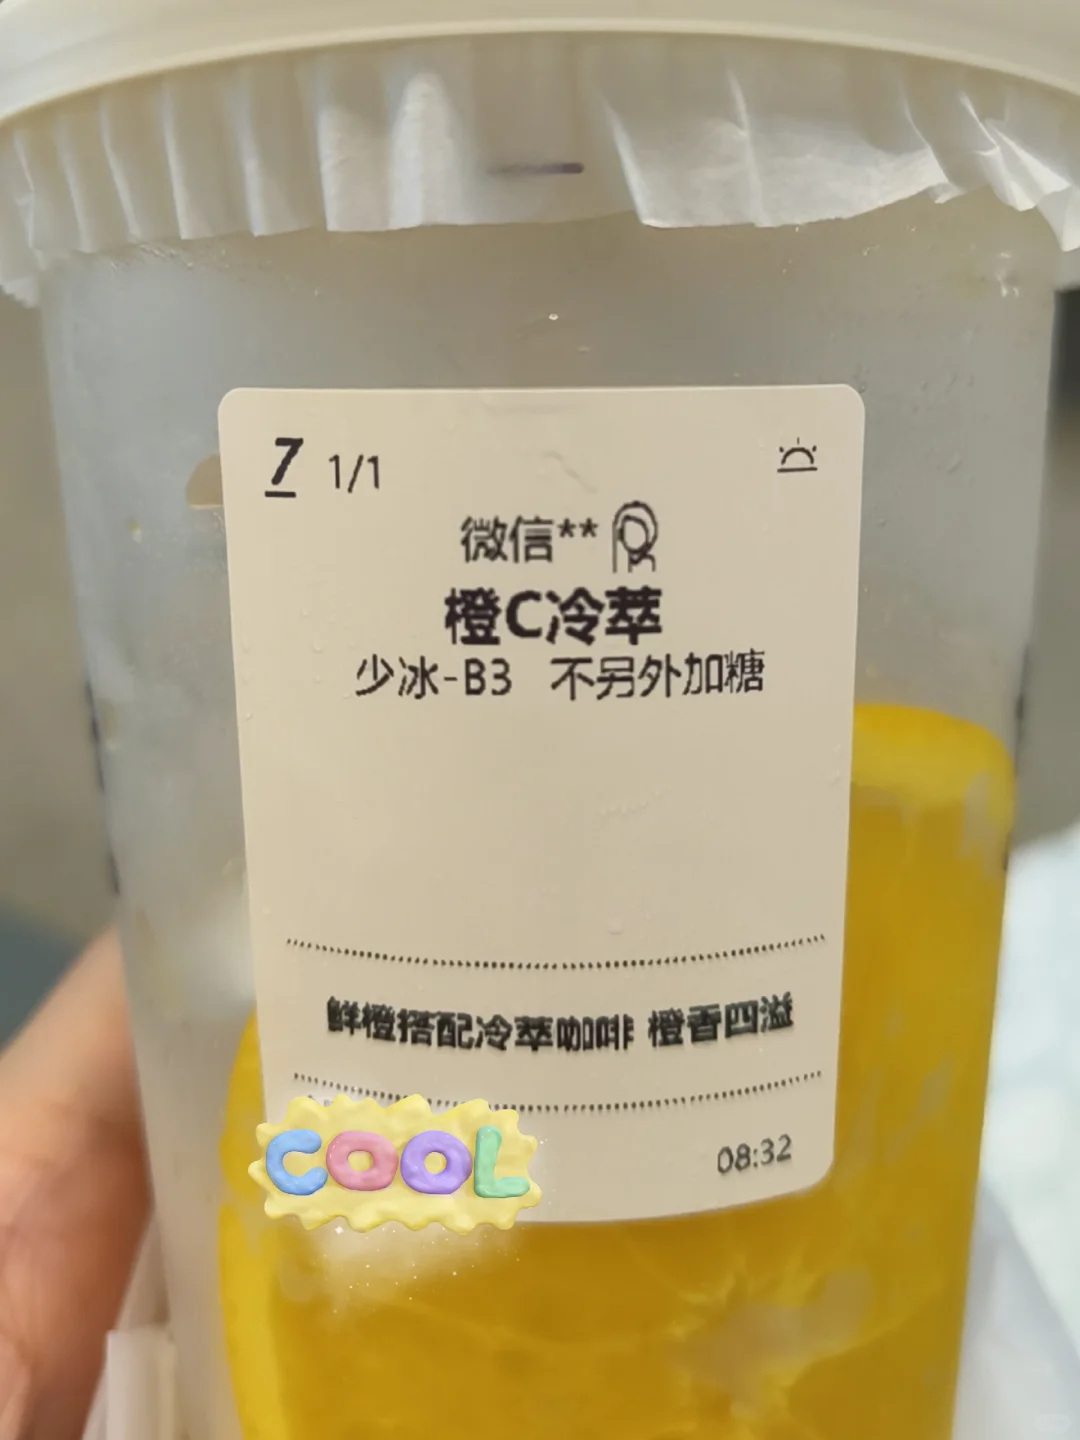 7 1/1
微信**
橙C冷萃
少冰-B3 不另外加糖
鲜橙搭配冷萃咖啡 橙香四溢
COOL
08:32